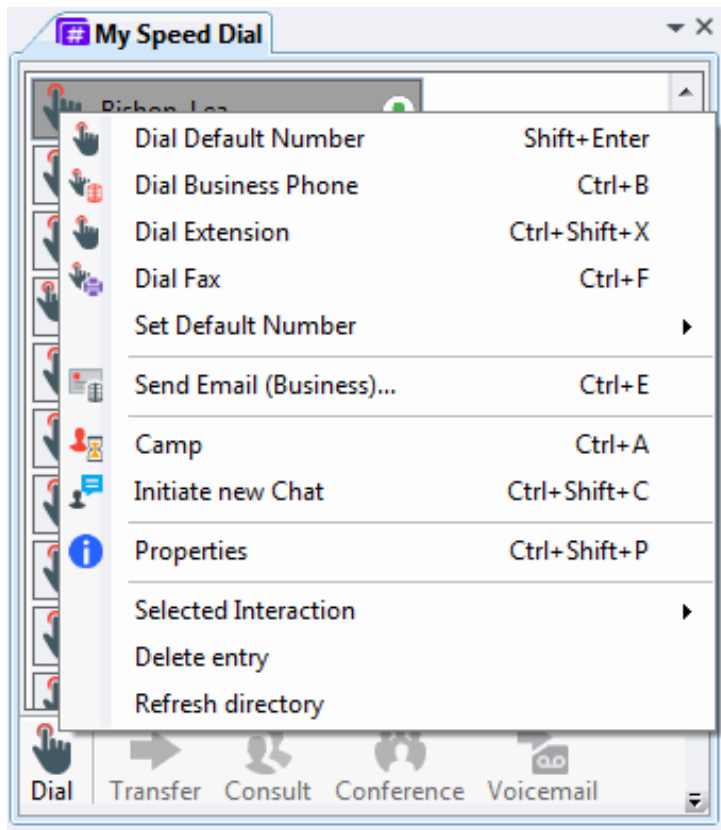 # My Speed Dial
Bishop, Lea
Dial Default Number Shift+Enter
Dial Business Phone Ctrl+B
Dial Extension Ctrl+Shift+X
Dial Fax Ctrl+F
Set Default Number
Send Email (Business)... Ctrl+E
Camp Ctrl+A
Initiate new Chat Ctrl+Shift+C
Properties Ctrl+Shift+P
Selected Interaction
Delete entry
Refresh directory
Dial Transfer Consult Conference Voicemail